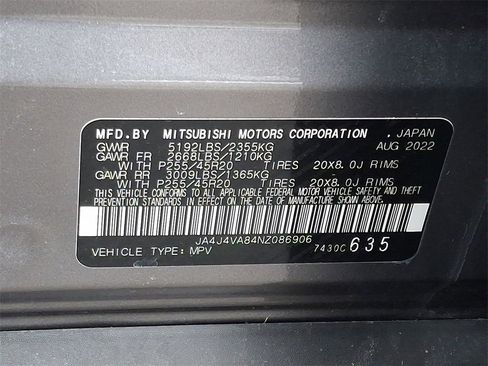 MFD.BY MITSUBISHI MOTORS CORPORATION, JAPAN
GVWR 5192LBS/2355KG AUG 2022
GAWR FR 2668LBS/1210KG
WITH P255/45R20 TIRES 20X8.0J RIMS
GAWR RR 3009LBS/1365KG
WITH P255/45R20 TIRES 20X8.0J RIMS
THIS VEHICLE CONFORMS TO ALL APPLICABLE FEDERAL MOTOR VEHICLE SAFETY AND THEFT
PREVENTION STANDARDS IN EFFECT ON THE DATE OF MANUFACTURE SHOWN ABOVE.
JA4J4VA84NZ086906
VEHICLE TYPE: MPV 7430C 635